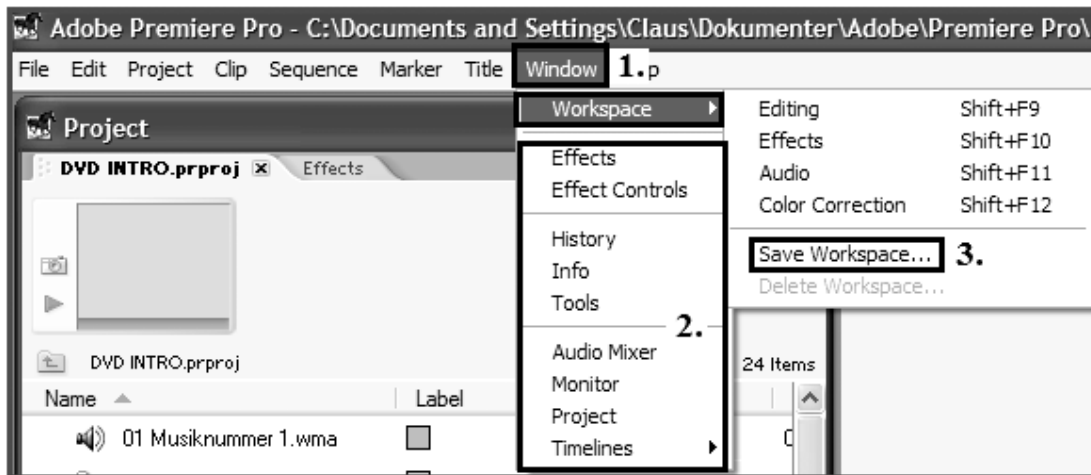 Adobe Premiere Pro - C:\Documents and Settings\Claus\Dokumenter\Adobe\Premiere Pro\
File Edit Project Clip Sequence Marker Title Window 1. p
Workspace
Effects
Effect Controls
History
Info
Tools
2.
Audio Mixer
Monitor
Project
Timelines
Editing Shift+F9
Effects Shift+F10
Audio Shift+F11
Color Correction Shift+F12
Save Workspace... 3.
Delete Workspace...
Project
DVD INTRO.prproj Effects
DVD INTRO.prproj 24 Items
Name Label
01 Musiknummer 1.wma